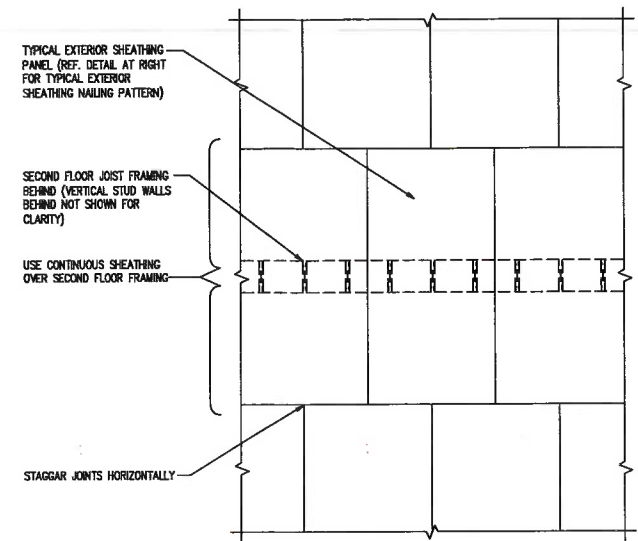 TYPICAL EXTERIOR SHEATHING
PANEL (REF. DETAIL AT RIGHT
FOR TYPICAL EXTERIOR
SHEATHING NAILING PATTERN)
SECOND FLOOR JOIST FRAMING
BEHIND (VERTICAL STUD WALLS
BEHIND NOT SHOWN FOR
CLARITY)
USE CONTINUOUS SHEATHING
OVER SECOND FLOOR FRAMING
STAGGAR JOINTS HORIZONTALLY